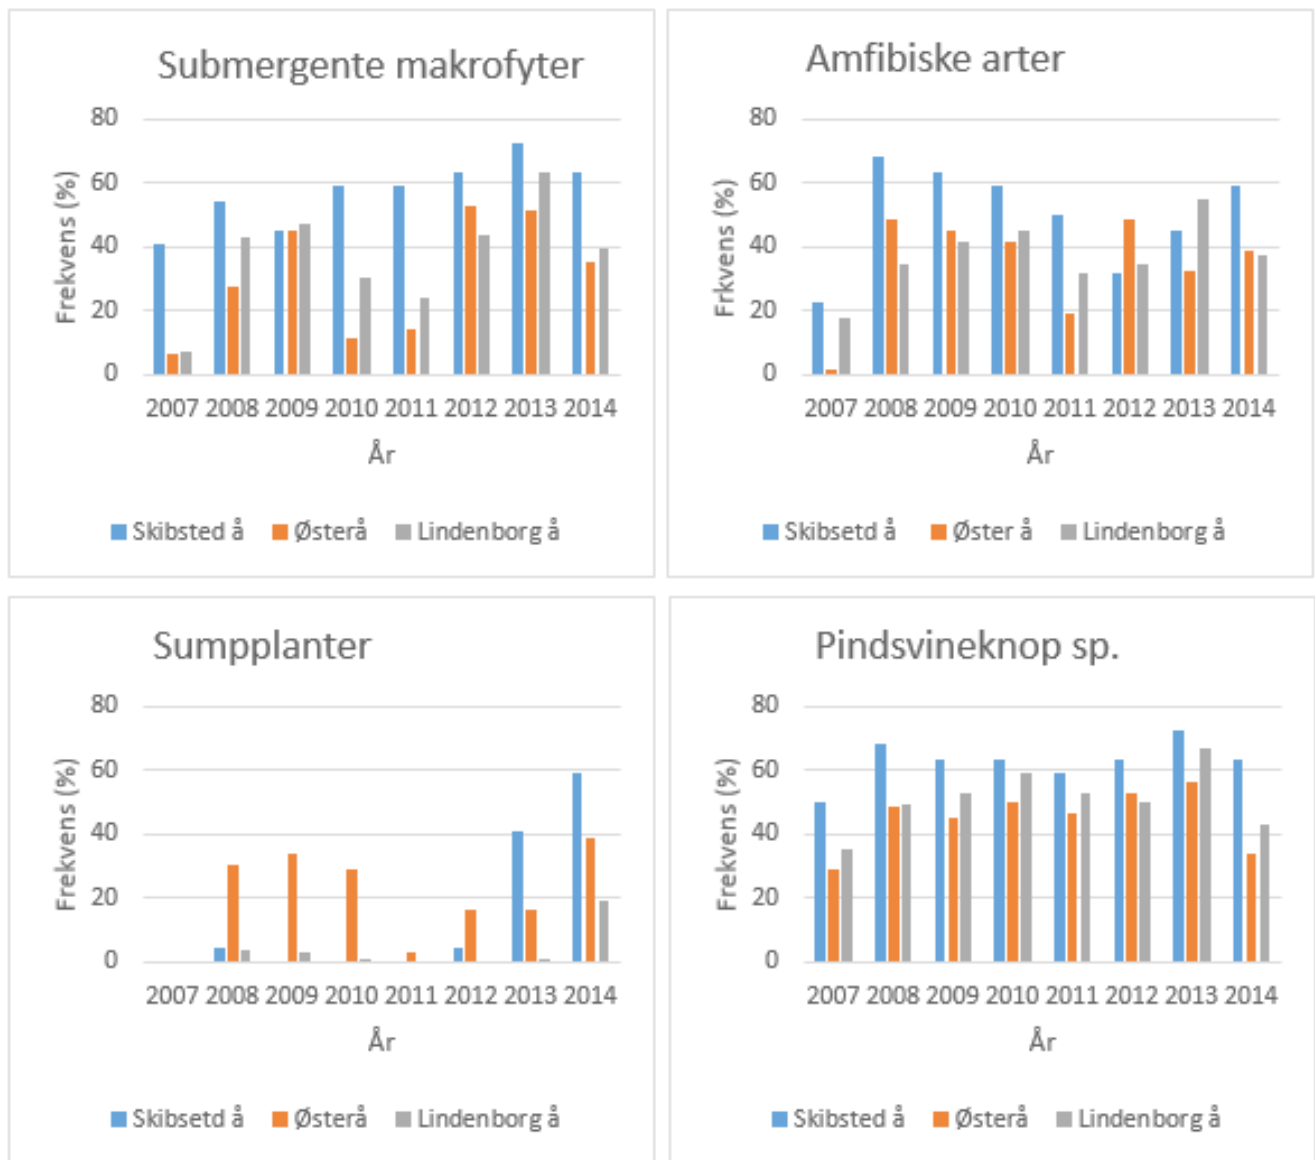 Submergente makrofyter
80
60
40
20
0
Frekvens (%)
2007 2008 2009 2010 2011 2012 2013 2014
År
Skibsted å Østerå Lindenborg å
Amfibiske arter
80
60
40
20
0
Frkvens (%)
2007 2008 2009 2010 2011 2012 2013 2014
År
Skibsetd å Øster å Lindenborg å
Sumpplanter
80
60
40
20
0
Frekvens (%)
2007 2008 2009 2010 2011 2012 2013 2014
År
Skibsetd å Østerå Lindenborg å
Pindsvineknop sp.
80
60
40
20
0
Frekvens (%)
2007 2008 2009 2010 2011 2012 2013 2014
År
Skibsted å Østerå Lindenborg å